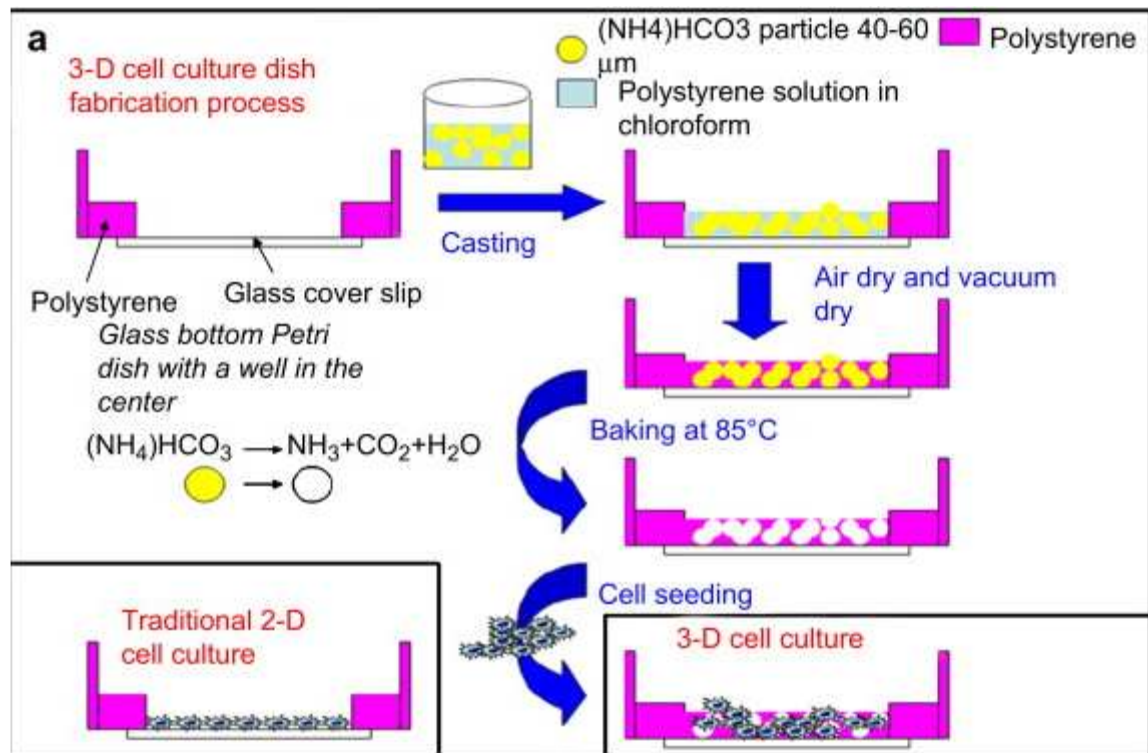 a
3-D cell culture dish
fabrication process
(NH4)HCO3 particle 40-60
μm
Polystyrene
Polystyrene solution in
chloroform
Casting
Polystyrene
Glass cover slip
Glass bottom Petri
dish with a well in the
center
Air dry and vacuum
dry
(NH₄)HCO₃ → NH₃+CO₂+H₂O
Baking at 85°C
Cell seeding
Traditional 2-D
cell culture
3-D cell culture